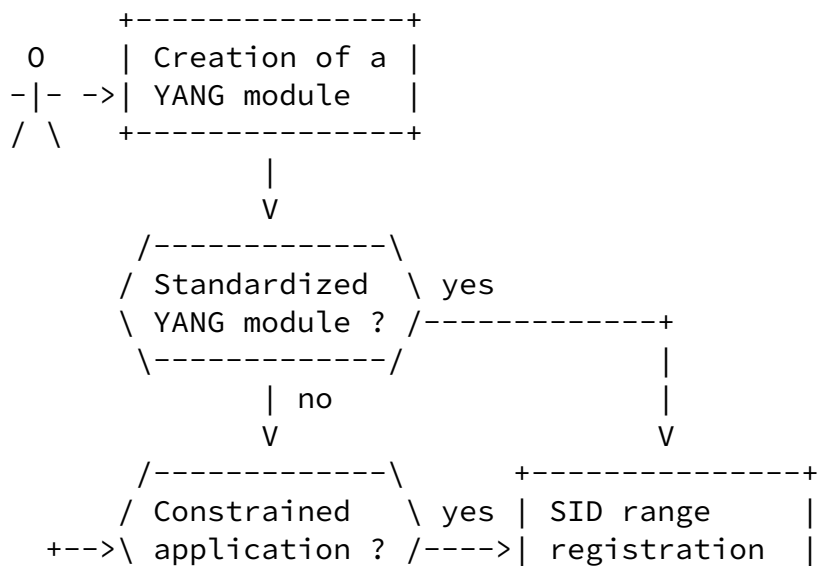 +---------------+
O | Creation of a |
-|- ->| YANG module |
/ \ +---------------+
|
V
/-------------\
/ Standardized \ yes
\ YANG module ? /-------------+
\-------------/ |
| no |
V V
/-------------\ +---------------+
/ Constrained \ yes | SID range |
+-->\ application ? /---->| registration |